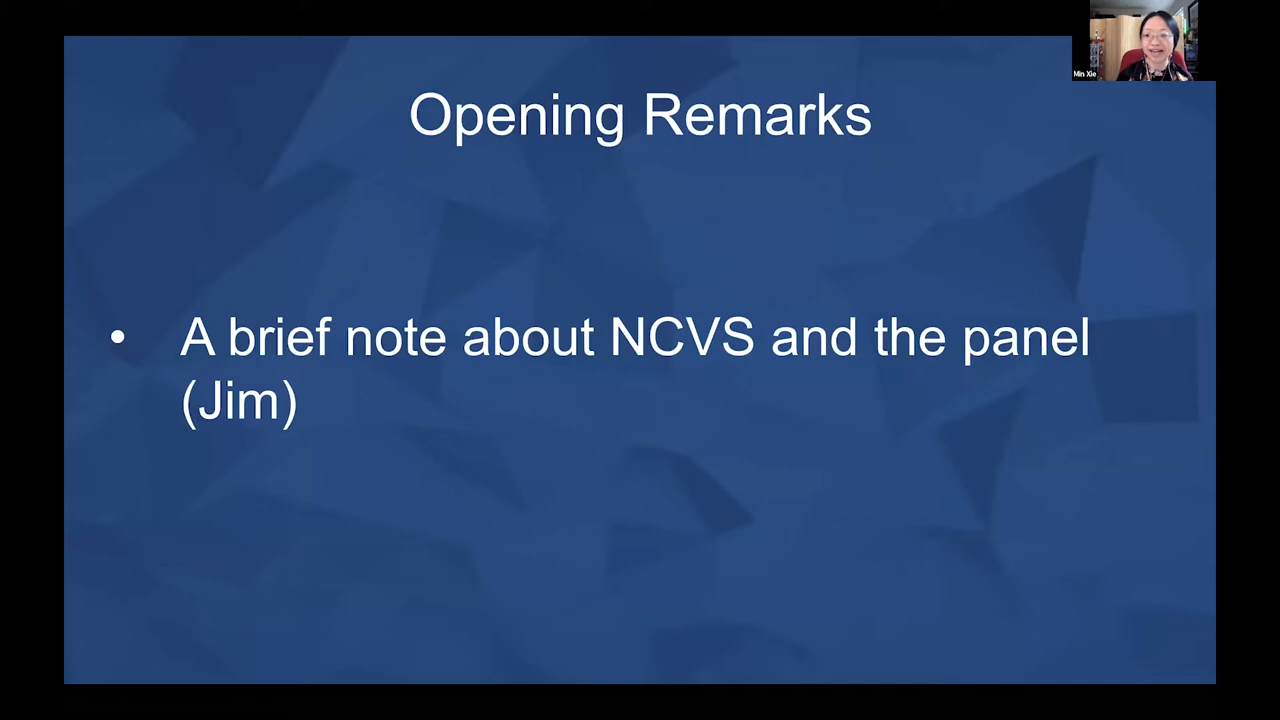 Min Xie
Opening Remarks
• A brief note about NCVS and the panel
(Jim)